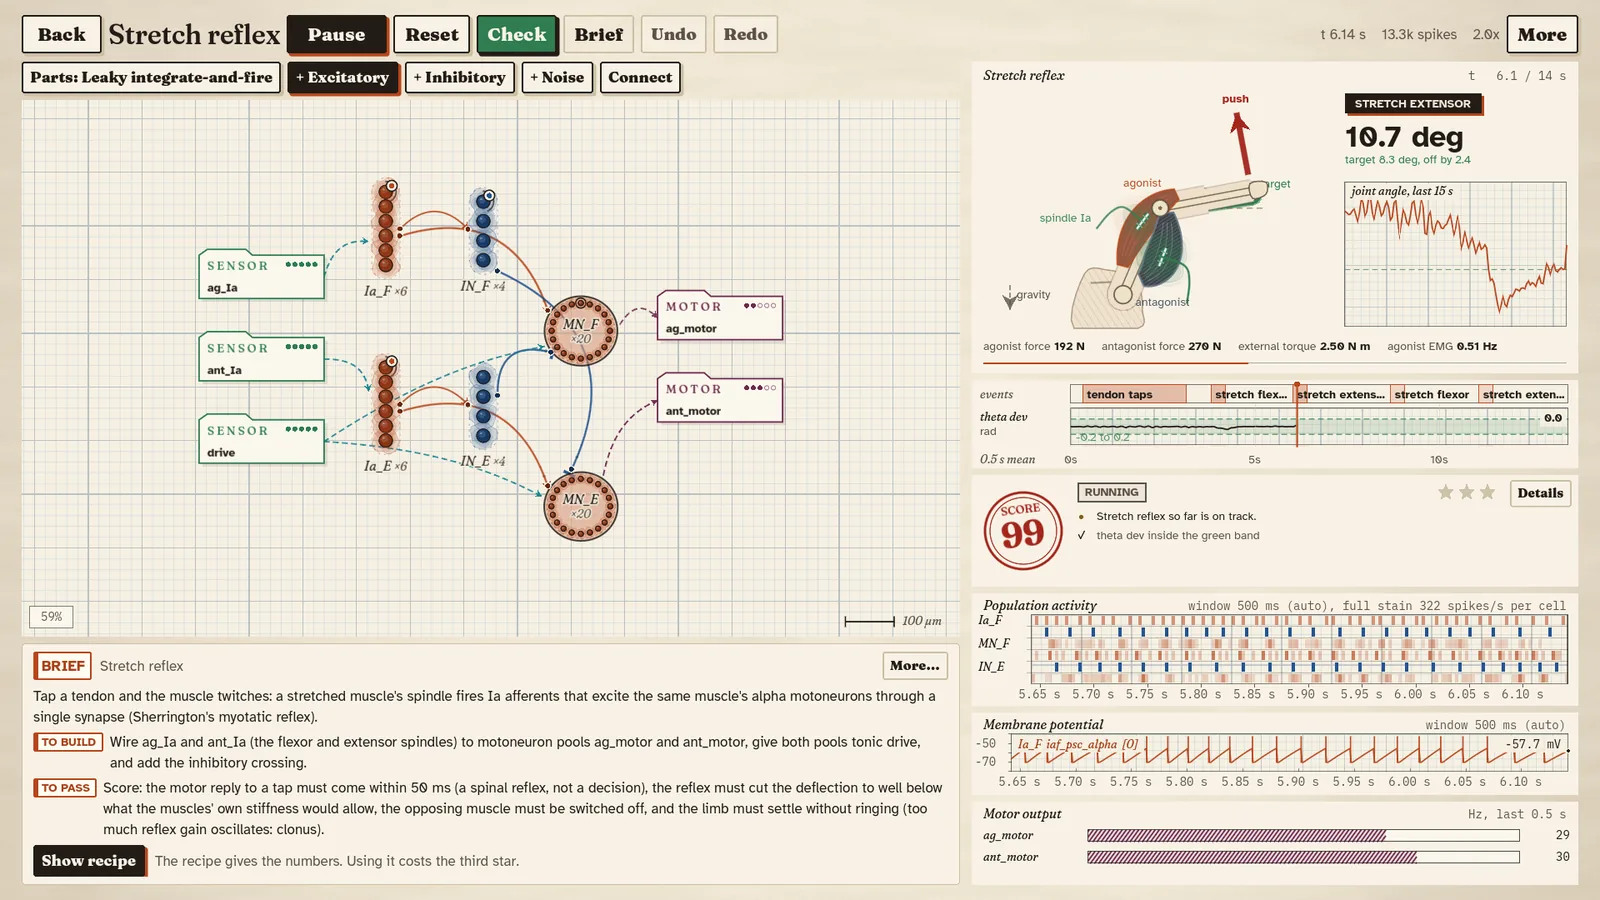 Back Stretch reflex Pause Reset Check Brief Undo Redo t 6.14 s 13.3k spikes 2.0x More
Parts: Leaky integrate-and-fire + Excitatory + Inhibitory + Noise Connect
SENSOR
ag_Ia
SENSOR
ant_Ia
SENSOR
drive
Ia_F ×6
IN_F ×4
Ia_E ×6
IN_E ×4
MN_F
×20
MN_E
×20
MOTOR
ag_motor
MOTOR
ant_motor
59%
100 µm
BRIEF Stretch reflex More...
Tap a tendon and the muscle twitches: a stretched muscle's spindle fires Ia afferents that excite the same muscle's alpha motoneurons through a
single synapse (Sherrington's myotatic reflex).
TO BUILD Wire ag_Ia and ant_Ia (the flexor and extensor spindles) to motoneuron pools ag_motor and ant_motor, give both pools tonic drive,
and add the inhibitory crossing.
TO PASS Score: the motor reply to a tap must come within 50 ms (a spinal reflex, not a decision), the reflex must cut the deflection to well below
what the muscles' own stiffness would allow, the opposing muscle must be switched off, and the limb must settle without ringing (too
much reflex gain oscillates: clonus).
Show recipe The recipe gives the numbers. Using it costs the third star.
Stretch reflex t 6.1 / 14 s
push
agonist
spindle Ia
gravity
antagonist
STRETCH EXTENSOR
10.7 deg
target 8.3 deg, off by 2.4
joint angle, last 15 s
agonist force 192 N antagonist force 270 N external torque 2.50 N m agonist EMG 0.51 Hz
events tendon taps stretch flex... stretch extens... stretch flexor stretch exten...
theta dev 0.0
rad
-0.2 to 0.2
0.5 s mean 0s 5s 10s
SCORE
99
RUNNING Details
Stretch reflex so far is on track.
✓ theta dev inside the green band
Population activity window 500 ms (auto), full stain 322 spikes/s per cell
Ia_F
MN_F
IN_E
5.65 s 5.70 s 5.75 s 5.80 s 5.85 s 5.90 s 5.95 s 6.00 s 6.05 s 6.10 s
Membrane potential window 500 ms (auto)
-50
-70
Ia_F iaf_psc_alpha [0] -57.7 mV
5.65 s 5.70 s 5.75 s 5.80 s 5.85 s 5.90 s 5.95 s 6.00 s 6.05 s 6.10 s
Motor output Hz, last 0.5 s
ag_motor 29
ant_motor 30